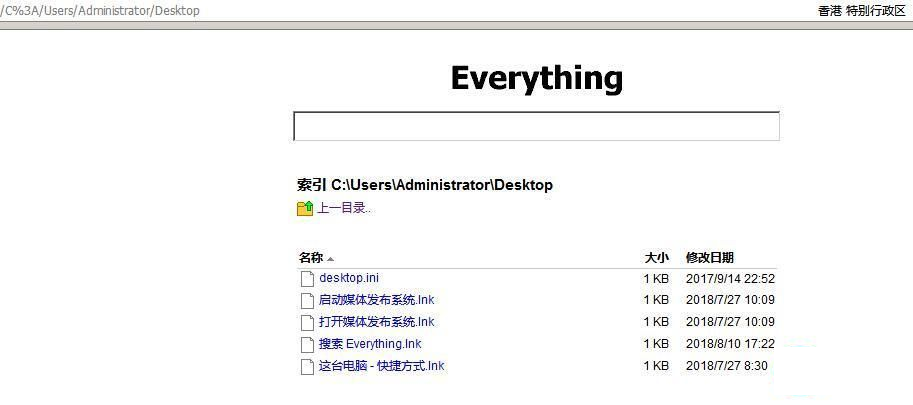 /C%3A/Users/Administrator/Desktop 香港 特别行政区
Everything
索引 C:\Users\Administrator\Desktop
上一目录..
名称 大小 修改日期
desktop.ini 1 KB 2017/9/14 22:52
启动媒体发布系统.lnk 1 KB 2018/7/27 10:09
打开媒体发布系统.lnk 1 KB 2018/7/27 10:09
搜索 Everything.lnk 1 KB 2018/8/10 17:22
这台电脑 - 快捷方式.lnk 1 KB 2018/7/27 8:30